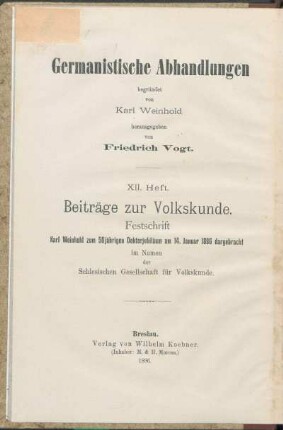 Germanistische Abhandlungen
begründet
von
Karl Weinhold
herausgegeben
von
Friedrich Vogt.
XII. Heft.
Beiträge zur Volkskunde.
Festschrift
Karl Weinhold zum 50jährigen Doktorjubiläum am 14. Januar 1896 dargebracht
im Namen
der
Schlesischen Gesellschaft für Volkskunde.
Breslau.
Verlag von Wilhelm Koebner.
(Inhaber: M. & H. Marcus.)
1896.